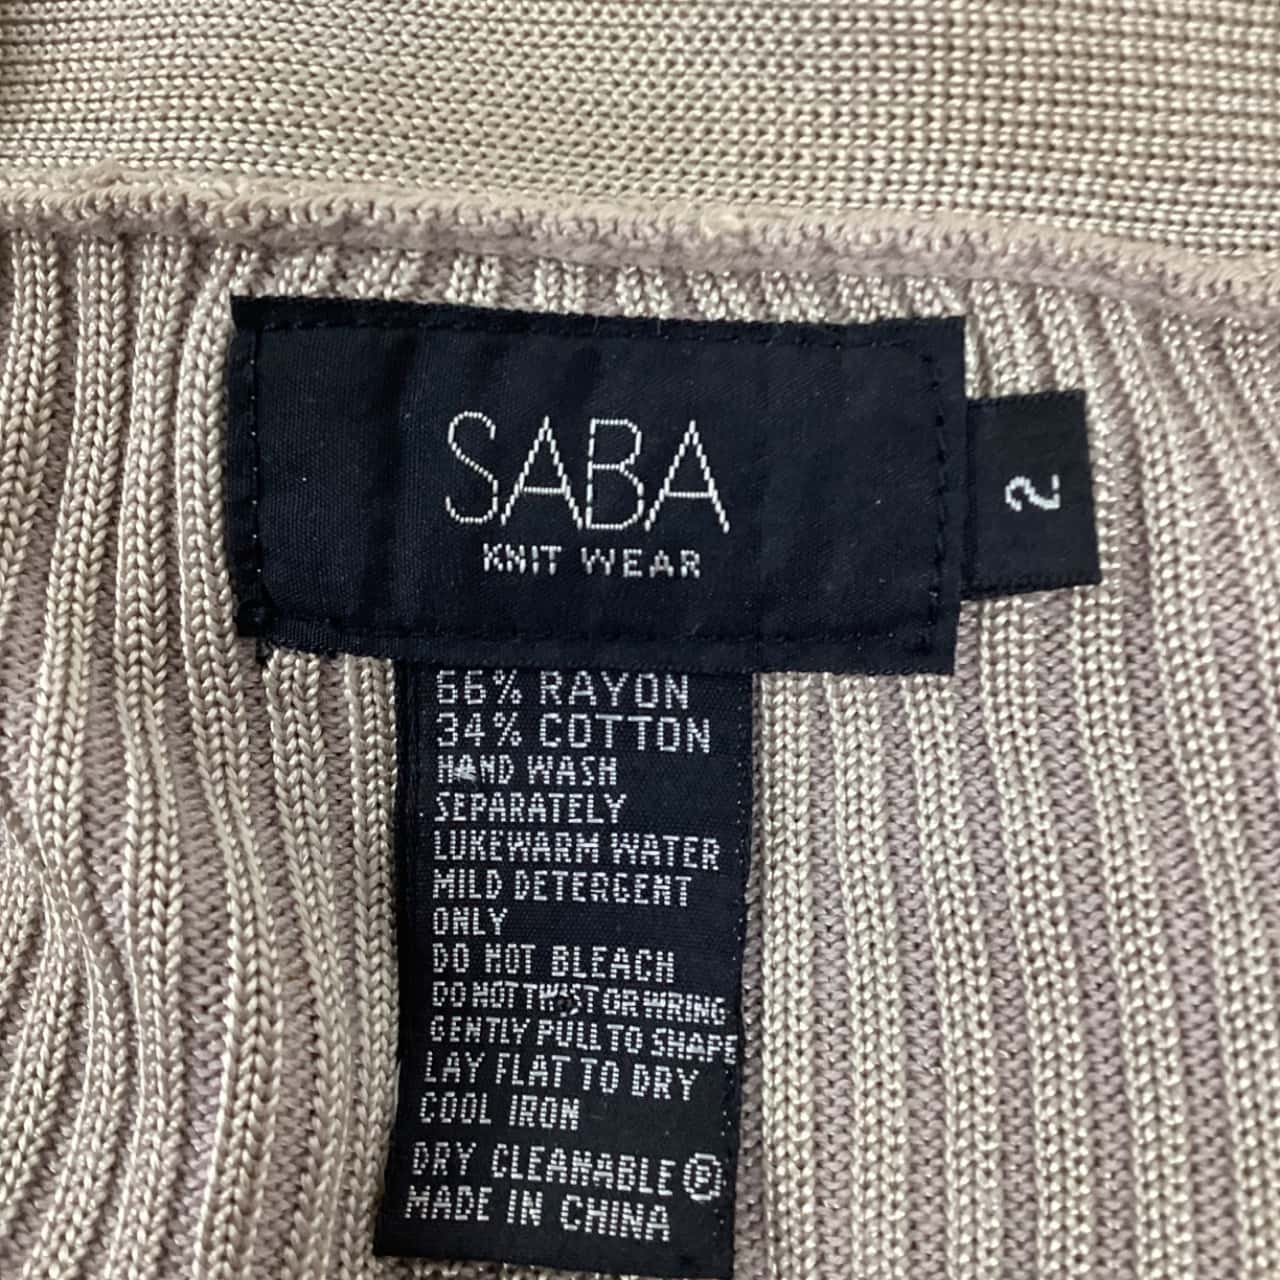 SABA
KNIT WEAR
2
66% RAYON
34% COTTON
HAND WASH
SEPARATELY
LUKEWARM WATER
MILD DETERGENT
ONLY
DO NOT BLEACH
DO NOT TWIST OR WRING
GENTLY PULL TO SHAPE
LAY FLAT TO DRY
COOL IRON
DRY CLEANABLE Ⓟ
MADE IN CHINA